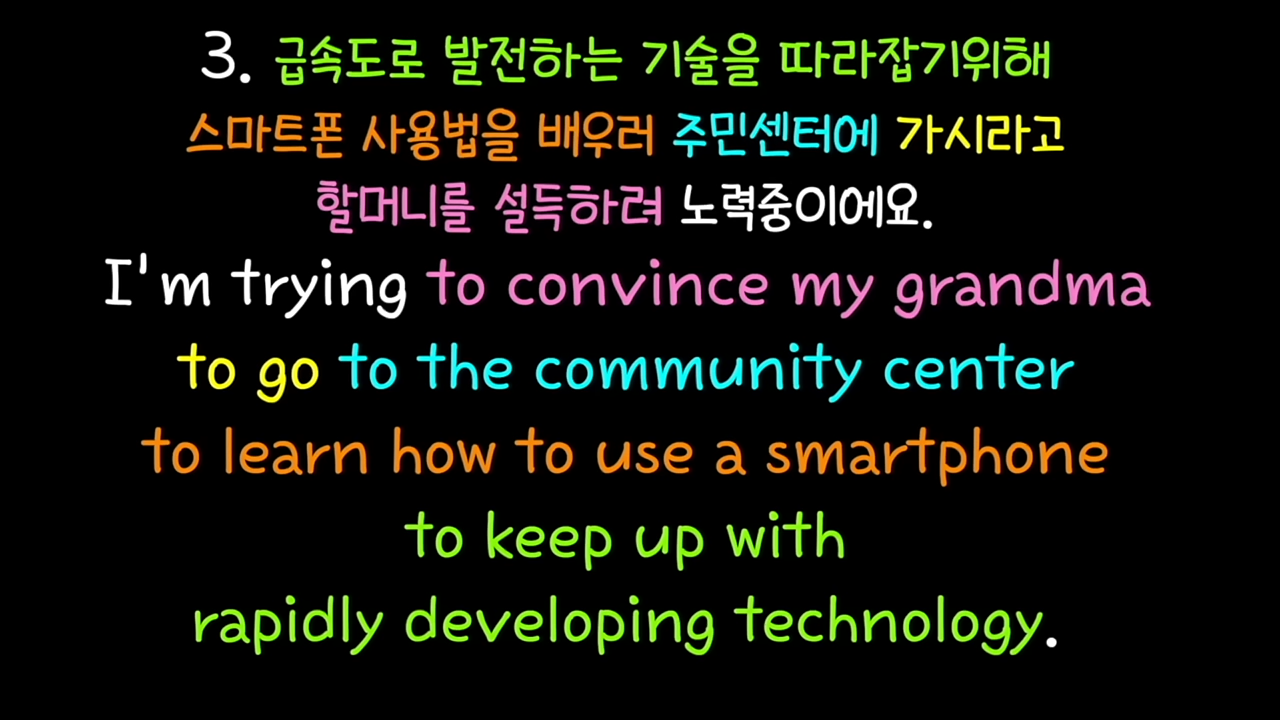 3. 급속도로 발전하는 기술을 따라잡기위해
스마트폰 사용법을 배우러 주민센터에 가시라고
할머니를 설득하려 노력중이에요.
I'm trying to convince my grandma
to go to the community center
to learn how to use a smartphone
to keep up with
rapidly developing technology.